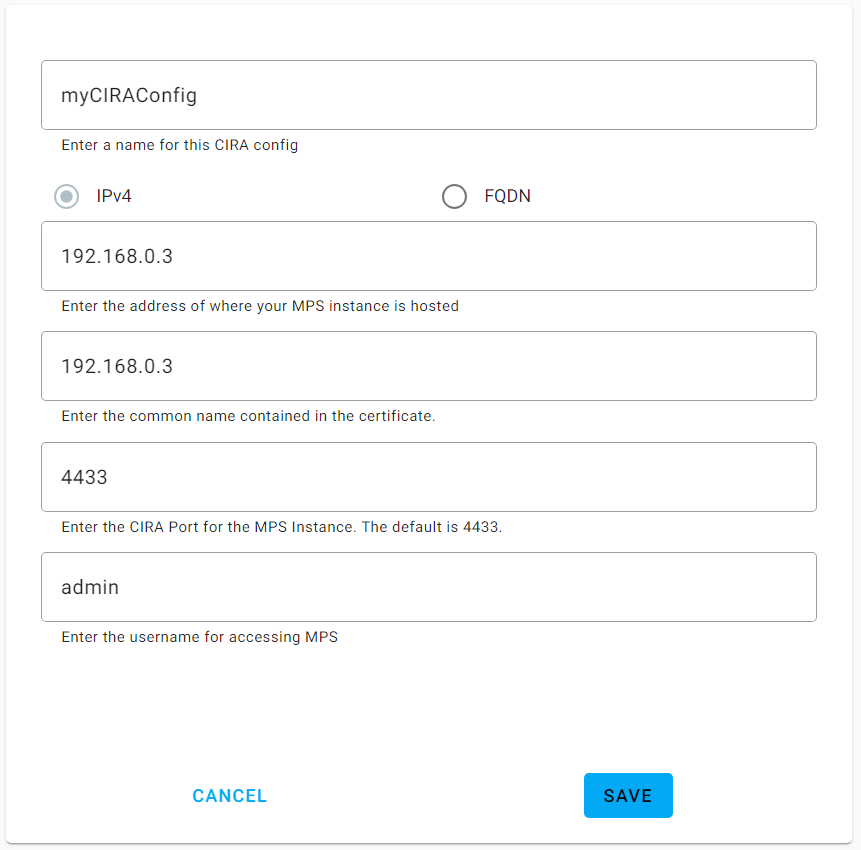 myCIRAConfig
Enter a name for this CIRA config
IPv4 FQDN
192.168.0.3
Enter the address of where your MPS instance is hosted
192.168.0.3
Enter the common name contained in the certificate.
4433
Enter the CIRA Port for the MPS Instance. The default is 4433.
admin
Enter the username for accessing MPS
CANCEL SAVE